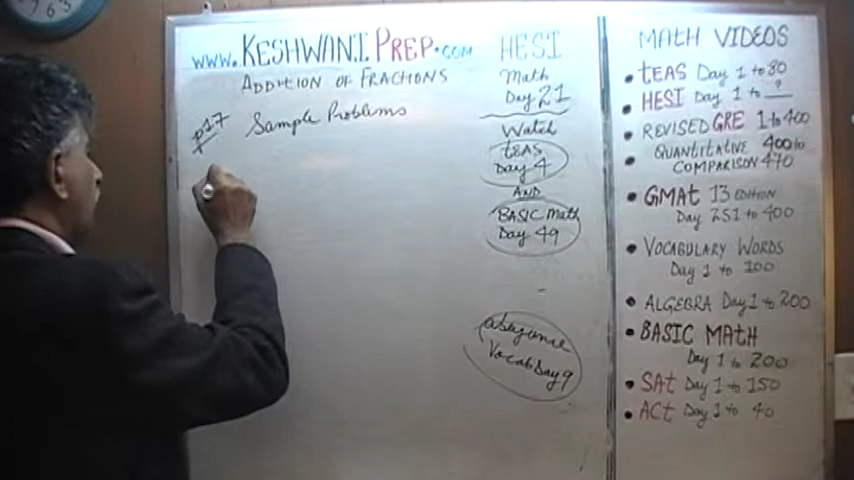 www.KESHWANI PREP.COM
ADDITION OF FRACTIONS
p17
Sample Problems
HESI
Math
Day 21
Watch
tEAS
Day 4
AND
BASIC Math
Day 49
abeyance
Vocab Day 9
MATH VIDEOS
• tEAS Day 1 to 80
• HESI Day 1 to ?
• REVISED GRE 1 to 400
• QUANTITATIVE 400 to
COMPARISON 470
• GMAt 13 EDITION
Day 251 to 400
• VOCABULARY WORDS
Day 1 to 100
• ALGEBRA Day 1 to 200
• BASIC MATH
Day 1 to 200
• SAt Day 1 to 150
• ACt Day 1 to 40